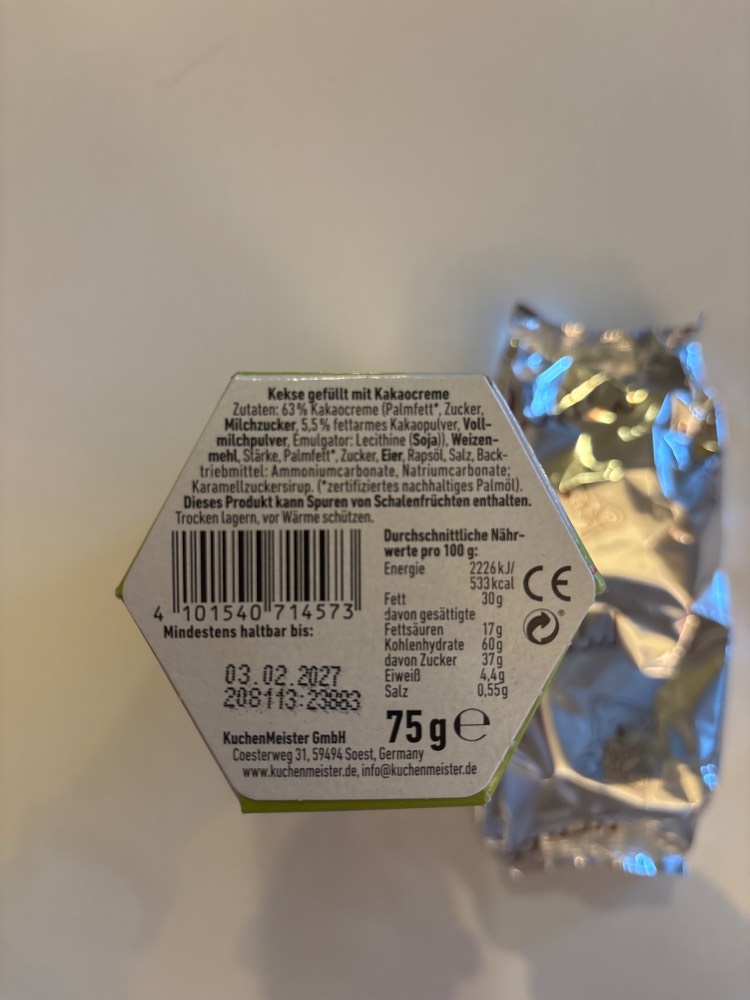 Kekse gefüllt mit Kakaocreme
Zutaten: 63 % Kakaocreme (Palmfett*, Zucker,
Milchzucker, 5,5 % fettarmes Kakaopulver, Voll-
milchpulver, Emulgator: Lecithine (Soja)), Weizen-
mehl, Stärke, Palmfett*, Zucker, Eier, Rapsöl, Salz, Back-
triebmittel: Ammoniumcarbonate, Natriumcarbonate;
Karamellzuckersirup. (*zertifiziertes nachhaltiges Palmöl).
Dieses Produkt kann Spuren von Schalenfrüchten enthalten.
Trocken lagern, vor Wärme schützen.
4 101540 714573
Mindestens haltbar bis:
03.02.2027
208113:23883
Durchschnittliche Nähr-
werte pro 100 g:
Energie 2226 kJ/
533 kcal
Fett 30 g
davon gesättigte
Fettsäuren 17 g
Kohlenhydrate 60 g
davon Zucker 37 g
Eiweiß 4,4 g
Salz 0,55 g
CE
75 g e
KuchenMeister GmbH
Coesterweg 31, 59494 Soest, Germany
www.kuchenmeister.de, info@kuchenmeister.de